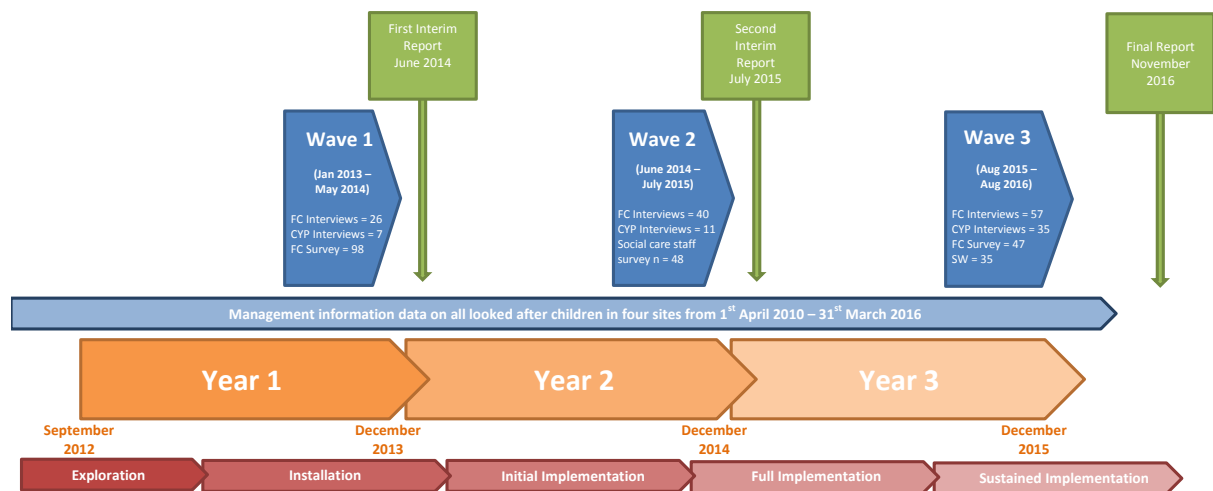 First Interim
Report
June 2014
Second
Interim
Report
July 2015
Final Report
November
2016
Wave 1
(Jan 2013 –
May 2014)
FC Interviews = 26
CYP Interviews = 7
FC Survey = 98
Wave 2
(June 2014 –
July 2015)
FC Interviews = 40
CYP Interviews = 11
Social care staff
survey n = 48
Wave 3
(Aug 2015 –
Aug 2016)
FC Interviews = 57
CYP Interviews = 35
FC Survey = 47
SW = 35
Management information data on all looked after children in four sites from 1st April 2010 – 31st March 2016
Year 1
Year 2
Year 3
September
2012
December
2013
December
2014
December
2015
Exploration
Installation
Initial Implementation
Full Implementation
Sustained Implementation